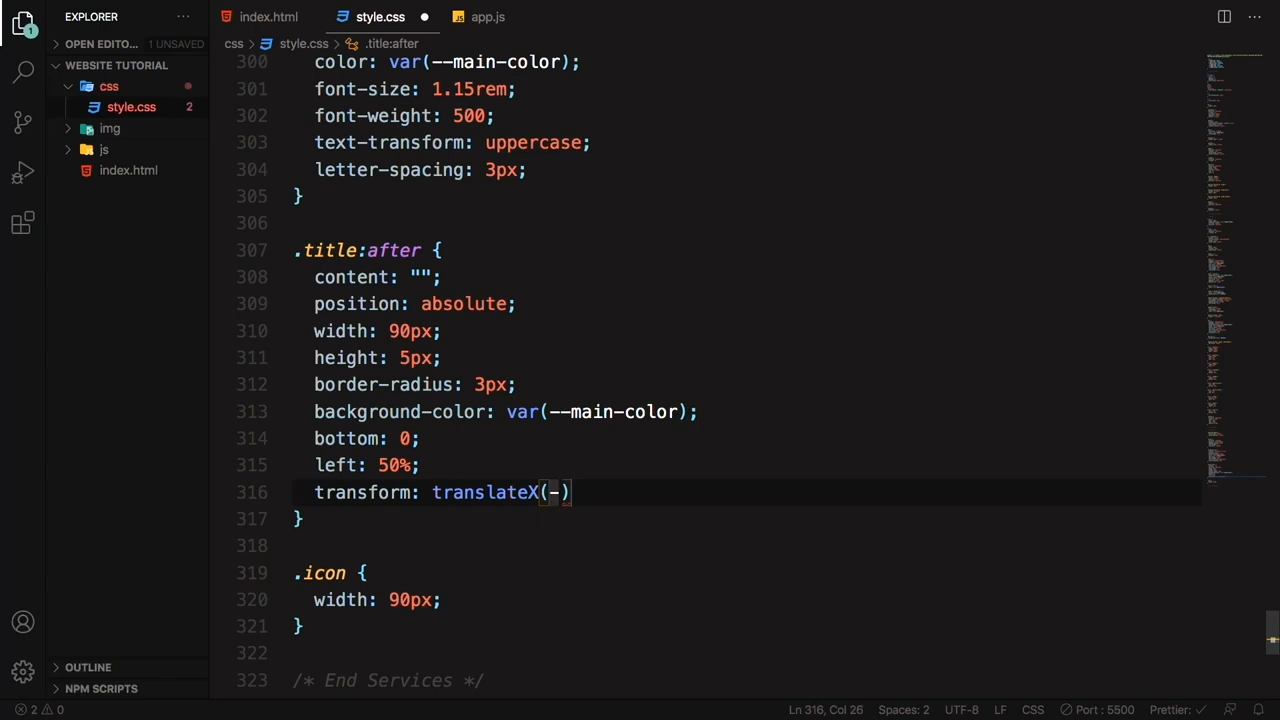 EXPLORER
index.html
style.css
app.js
OPEN EDITO... 1 UNSAVED
css style.css .title:after
WEBSITE TUTORIAL
css
style.css 2
img
js
index.html
300 color: var(--main-color);
301 font-size: 1.15rem;
302 font-weight: 500;
303 text-transform: uppercase;
304 letter-spacing: 3px;
305 }
306
307 .title:after {
308 content: "";
309 position: absolute;
310 width: 90px;
311 height: 5px;
312 border-radius: 3px;
313 background-color: var(--main-color);
314 bottom: 0;
315 left: 50%;
316 transform: translateX(-)
317 }
318
319 .icon {
320 width: 90px;
321 }
322
323 /* End Services */
OUTLINE
NPM SCRIPTS
1
2 0 Ln 316, Col 26 Spaces: 2 UTF-8 LF CSS Port : 5500 Prettier: ✓